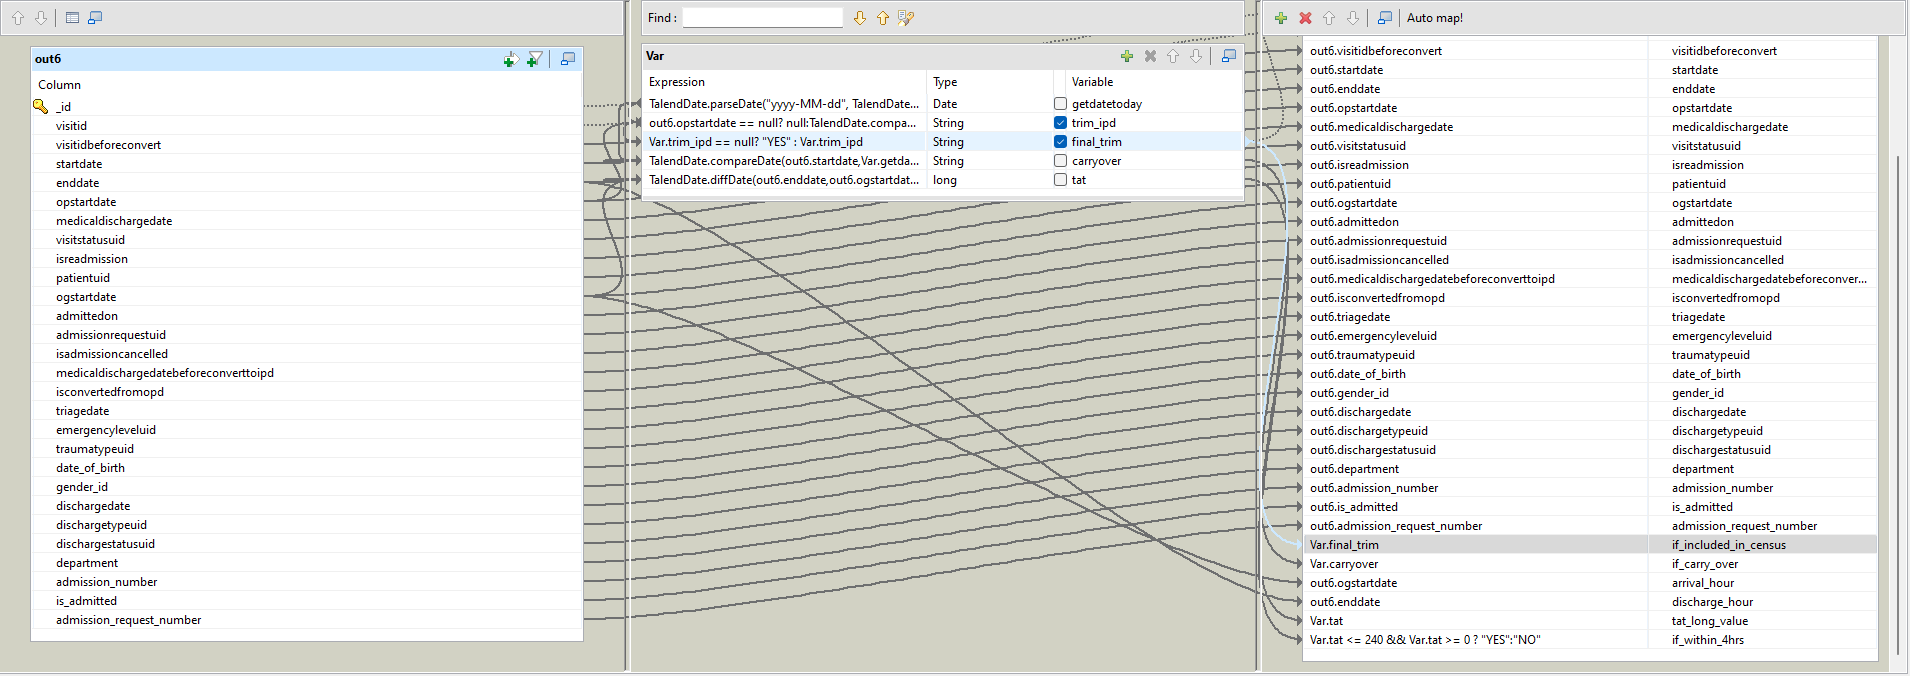 out6
Column
_id
visitid
visitidbeforeconvert
startdate
enddate
opstartdate
medicaldischargedate
visitstatusuid
isreadmission
patientuid
ogstartdate
admittedon
admissionrequestuid
isadmissioncancelled
medicaldischargedatebeforeconverttoipd
isconvertedfromopd
triagedate
emergencyleveluid
traumatypeuid
date_of_birth
gender_id
dischargedate
dischargetypeuid
dischargestatusuid
department
admission_number
is_admitted
admission_request_number
Find :
Var
Expression Type Variable
TalendDate.parseDate("yyyy-MM-dd", TalendDate... Date getdatetoday
out6.opstartdate == null? null:TalendDate.compa... String trim_ipd
Var.trim_ipd == null? "YES" : Var.trim_ipd String final_trim
TalendDate.compareDate(out6.startdate,Var.getda... String carryover
TalendDate.diffDate(out6.enddate,out6.ogstartdat... long tat
Auto map!
out6.visitidbeforeconvert visitidbeforeconvert
out6.startdate startdate
out6.enddate enddate
out6.opstartdate opstartdate
out6.medicaldischargedate medicaldischargedate
out6.visitstatusuid visitstatusuid
out6.isreadmission isreadmission
out6.patientuid patientuid
out6.ogstartdate ogstartdate
out6.admittedon admittedon
out6.admissionrequestuid admissionrequestuid
out6.isadmissioncancelled isadmissioncancelled
out6.medicaldischargedatebeforeconverttoipd medicaldischargedatebeforeconver...
out6.isconvertedfromopd isconvertedfromopd
out6.triagedate triagedate
out6.emergencyleveluid emergencyleveluid
out6.traumatypeuid traumatypeuid
out6.date_of_birth date_of_birth
out6.gender_id gender_id
out6.dischargedate dischargedate
out6.dischargetypeuid dischargetypeuid
out6.dischargestatusuid dischargestatusuid
out6.department department
out6.admission_number admission_number
out6.is_admitted is_admitted
out6.admission_request_number admission_request_number
Var.final_trim if_included_in_census
Var.carryover if_carry_over
out6.ogstartdate arrival_hour
out6.enddate discharge_hour
Var.tat tat_long_value
Var.tat <= 240 && Var.tat >= 0 ? "YES":"NO" if_within_4hrs